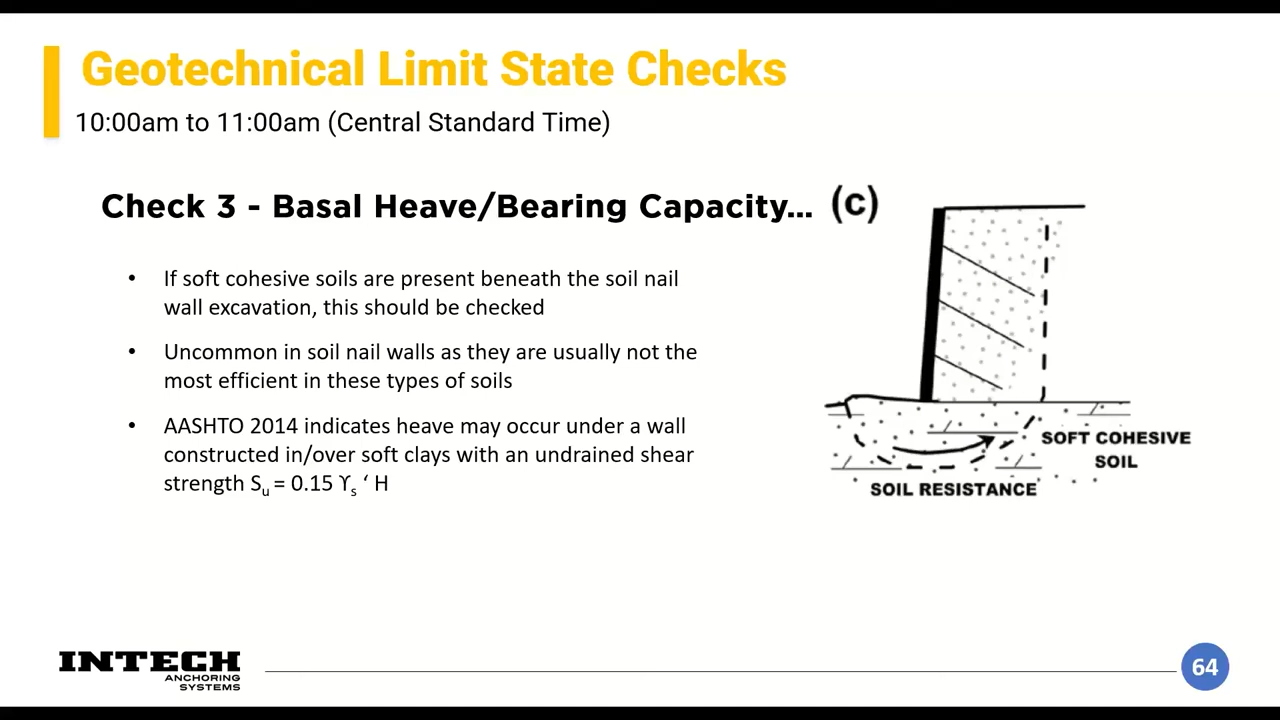 Geotechnical Limit State Checks
10:00am to 11:00am (Central Standard Time)
Check 3 - Basal Heave/Bearing Capacity...
(c)
• If soft cohesive soils are present beneath the soil nail
wall excavation, this should be checked
• Uncommon in soil nail walls as they are usually not the
most efficient in these types of soils
• AASHTO 2014 indicates heave may occur under a wall
constructed in/over soft clays with an undrained shear
strength Su = 0.15 ϒs ‘ H
SOFT COHESIVE
SOIL
SOIL RESISTANCE
INTECH
ANCHORING
SYSTEMS
64